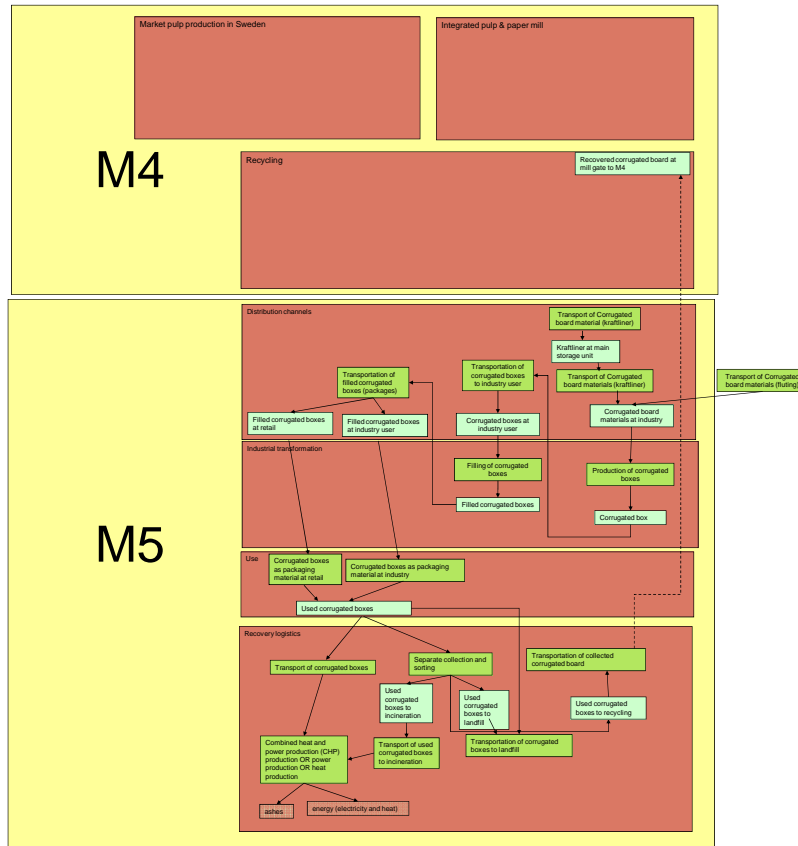 Market pulp production in Sweden
Integrated pulp & paper mill
M4
Recycling
Recovered corrugated board at
mill gate to M4
Distribution channels
Transport of Corrugated
board material (kraftliner)
Kraftliner at main
storage unit
Transportation of
filled corrugated
boxes (packages)
Transportation of
corrugated boxes
to industry user
Transport of Corrugated
board materials (kraftliner)
Transport of Corrugated
board materials (fluting)
Filled corrugated boxes
at retail
Filled corrugated boxes
at industry user
Corrugated boxes at
industry user
Corrugated board
materials at industry
Industrial transformation
Filling of corrugated
boxes
Production of corrugated
boxes
Filled corrugated boxes
Corrugated box
M5
Use
Corrugated boxes
as packaging
material at retail
Corrugated boxes as packaging
material at industry
Used corrugated boxes
Recovery logistics
Transport of corrugated boxes
Separate collection and
sorting
Transportation of collected
corrugated board
Used
corrugated
boxes to
incineration
Used
corrugated
boxes to
landfill
Used corrugated
boxes to recycling
Combined heat and
power production (CHP)
production OR power
production OR heat
production
Transport of used
corrugated boxes
to incineration
Transportation of corrugated
boxes to landfill
ashes
energy (electricity and heat)